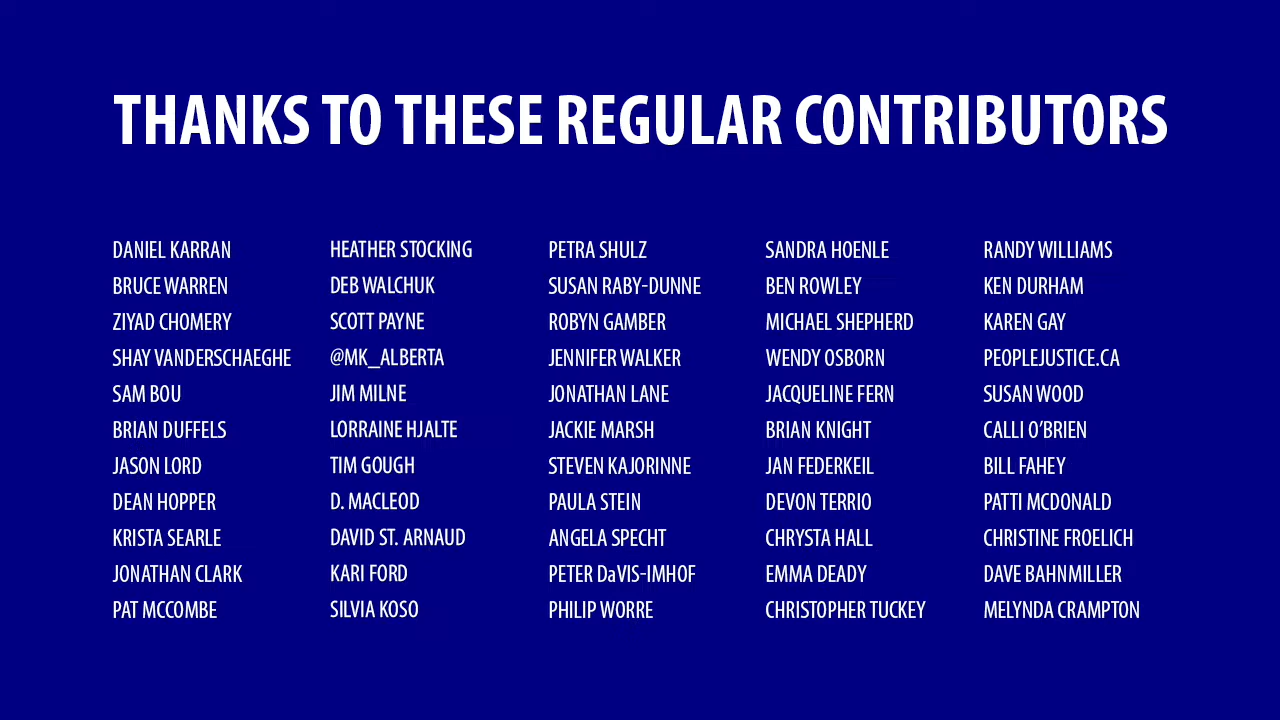 THANKS TO THESE REGULAR CONTRIBUTORS
DANIEL KARRAN
BRUCE WARREN
ZIYAD CHOMERY
SHAY VANDERSCHAEGHE
SAM BOU
BRIAN DUFFELS
JASON LORD
DEAN HOPPER
KRISTA SEARLE
JONATHAN CLARK
PAT MCCOMBE
HEATHER STOCKING
DEB WALCHUK
SCOTT PAYNE
@MK_ALBERTA
JIM MILNE
LORRAINE HJALTE
TIM GOUGH
D. MACLEOD
DAVID ST. ARNAUD
KARI FORD
SILVIA KOSO
PETRA SHULZ
SUSAN RABY-DUNNE
ROBYN GAMBER
JENNIFER WALKER
JONATHAN LANE
JACKIE MARSH
STEVEN KAJORINNE
PAULA STEIN
ANGELA SPECHT
PETER DaVIS-IMHOF
PHILIP WORRE
SANDRA HOENLE
BEN ROWLEY
MICHAEL SHEPHERD
WENDY OSBORN
JACQUELINE FERN
BRIAN KNIGHT
JAN FEDERKEIL
DEVON TERRIO
CHRYSTA HALL
EMMA DEADY
CHRISTOPHER TUCKEY
RANDY WILLIAMS
KEN DURHAM
KAREN GAY
PEOPLEJUSTICE.CA
SUSAN WOOD
CALLI O’BRIEN
BILL FAHEY
PATTI MCDONALD
CHRISTINE FROELICH
DAVE BAHNMILLER
MELYNDA CRAMPTON